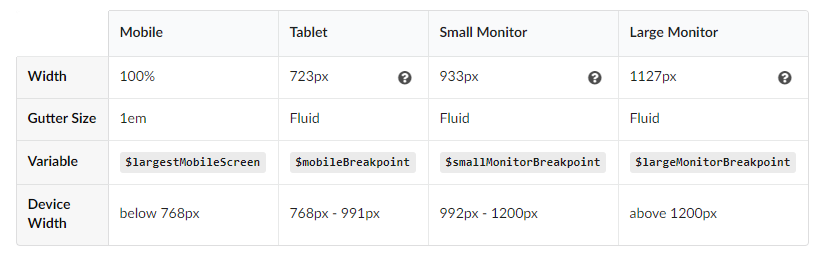 Mobile Tablet Small Monitor Large Monitor
Width 100% 723px 933px 1127px
Gutter Size 1em Fluid Fluid Fluid
Variable $largestMobileScreen $mobileBreakpoint $smallMonitorBreakpoint $largeMonitorBreakpoint
Device
Width below 768px 768px - 991px 992px - 1200px above 1200px